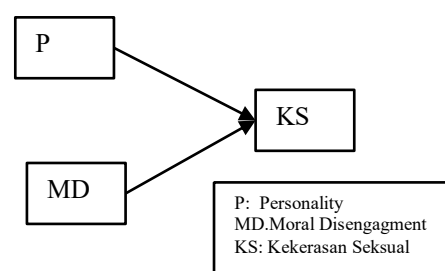 P
KS
MD
P: Personality
MD.Moral Disengagment
KS: Kekerasan Seksual